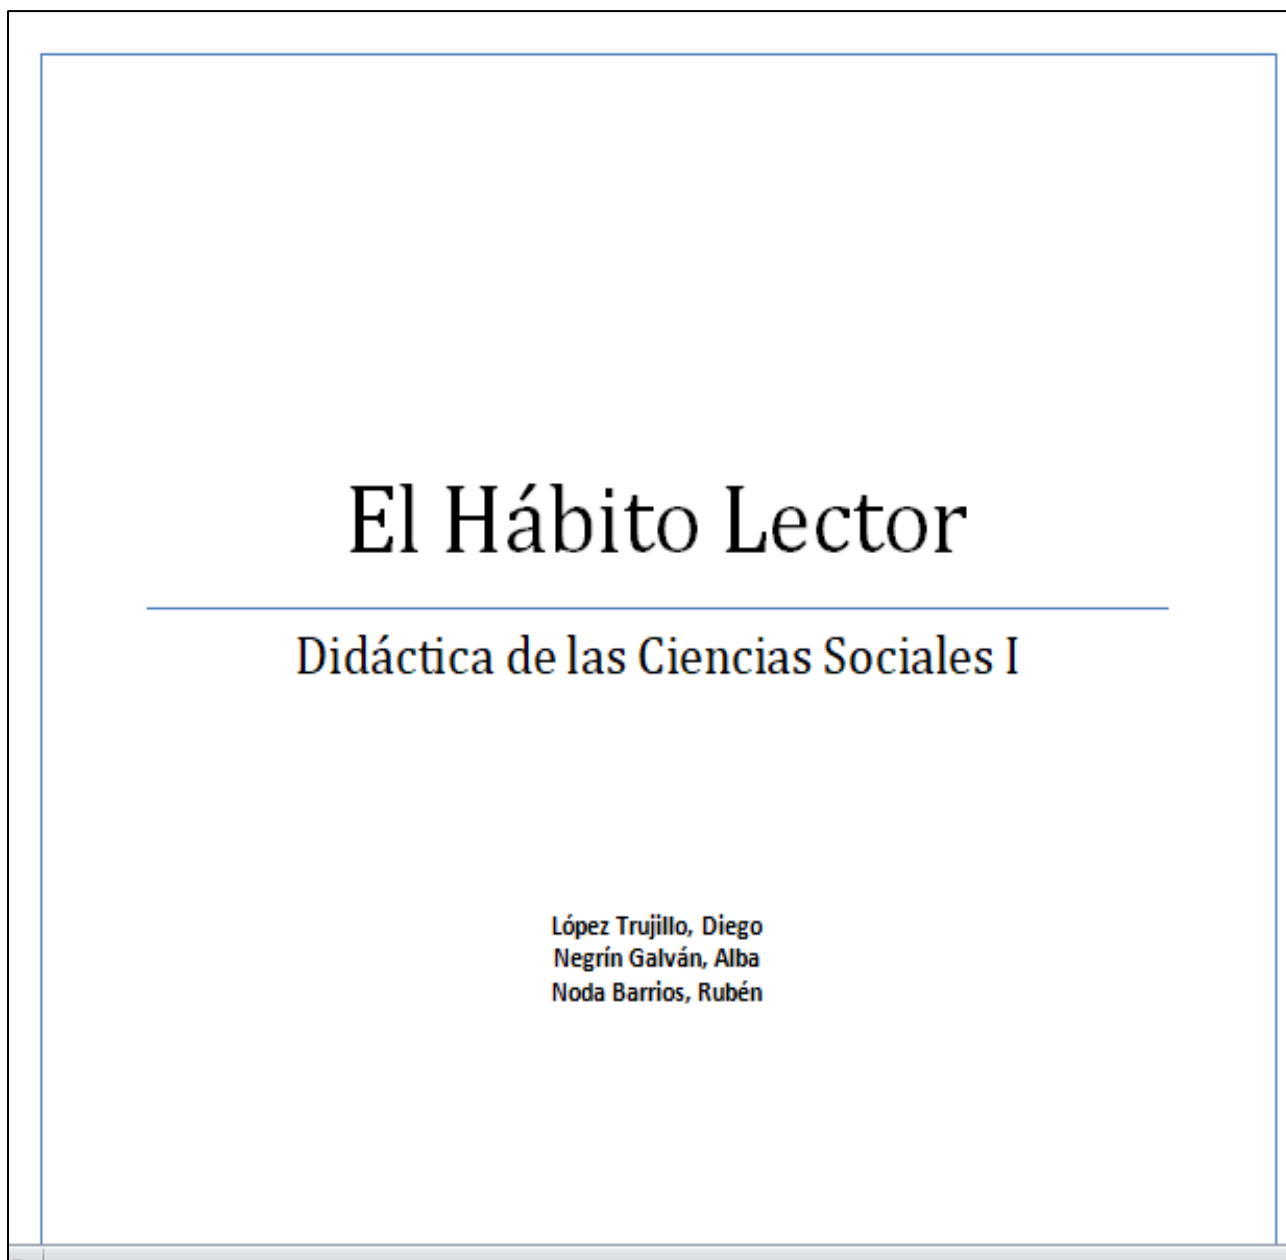 El Hábito Lector
Didáctica de las Ciencias Sociales I
López Trujillo, Diego
Negrín Galván, Alba
Noda Barrios, Rubén